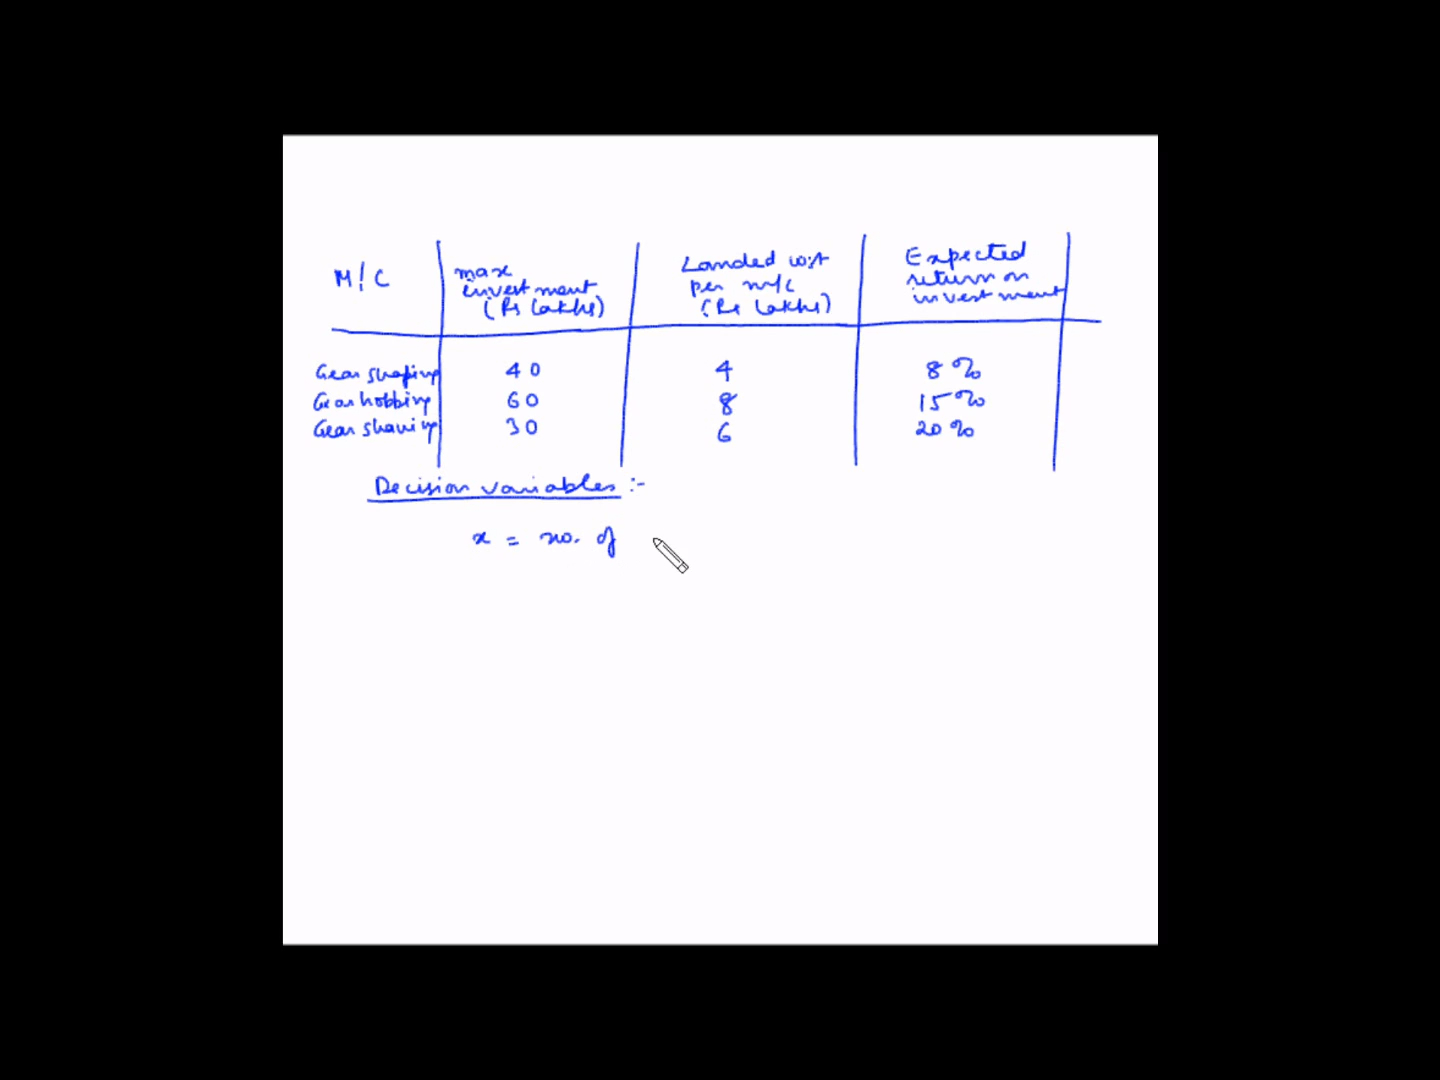 M/C | max investment (Rs lakhs) | Landed cost per m/c (Rs lakhs) | Expected return on investment
Gear shaping | 40 | 4 | 8%
Gear hobbing | 60 | 8 | 15%
Gear shaving | 30 | 6 | 20%
Decision variables :-
x = no. of